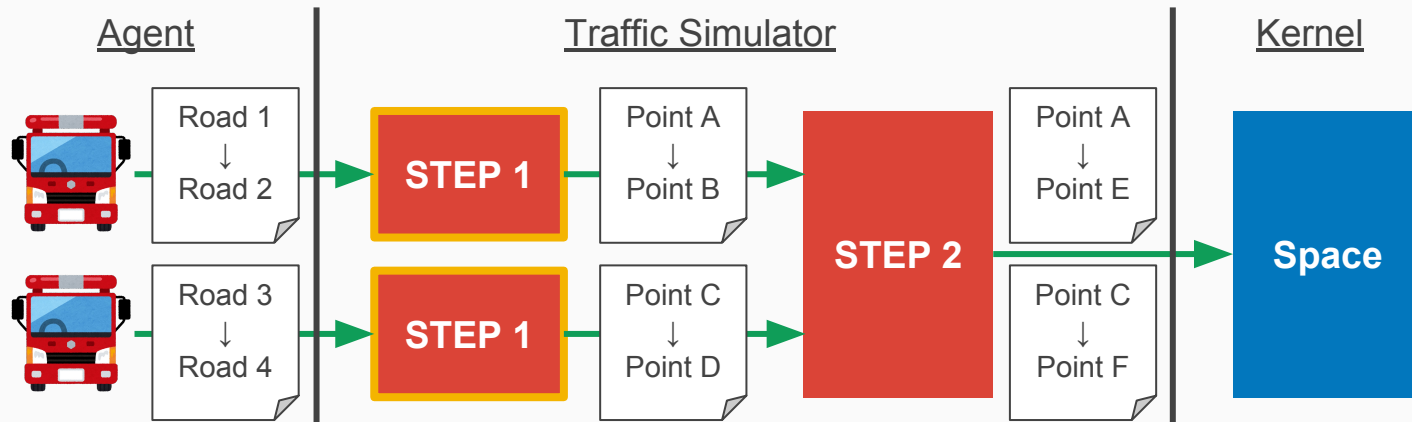 Agent
Traffic Simulator
Kernel
Road 1
↓
Road 2
STEP 1
Point A
↓
Point B
Road 3
↓
Road 4
STEP 1
Point C
↓
Point D
STEP 2
Point A
↓
Point E
Point C
↓
Point F
Space